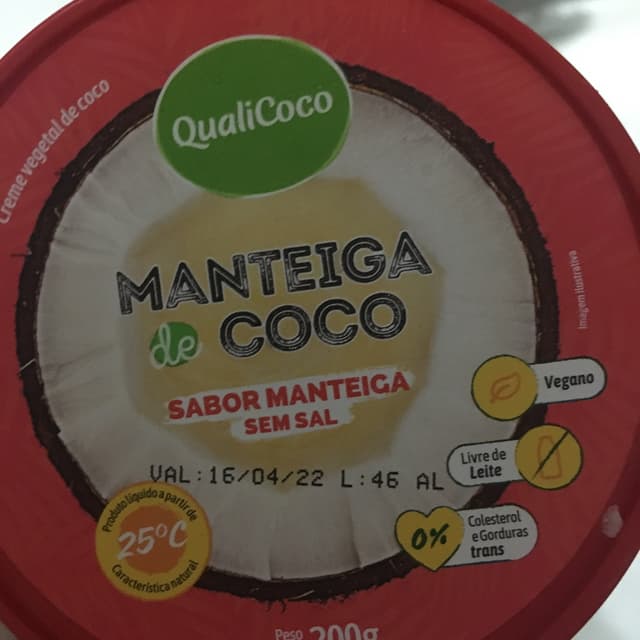 Creme vegetal de coco
QualiCoco
MANTEIGA
de COCO
SABOR MANTEIGA
SEM SAL
VAL:16/04/22 L:46 AL
Imagem ilustrativa
Vegano
Livre de
Leite
0%
Colesterol
e Gorduras
trans
Produto líquido a partir de
25°C
Característica natural
Peso 200g